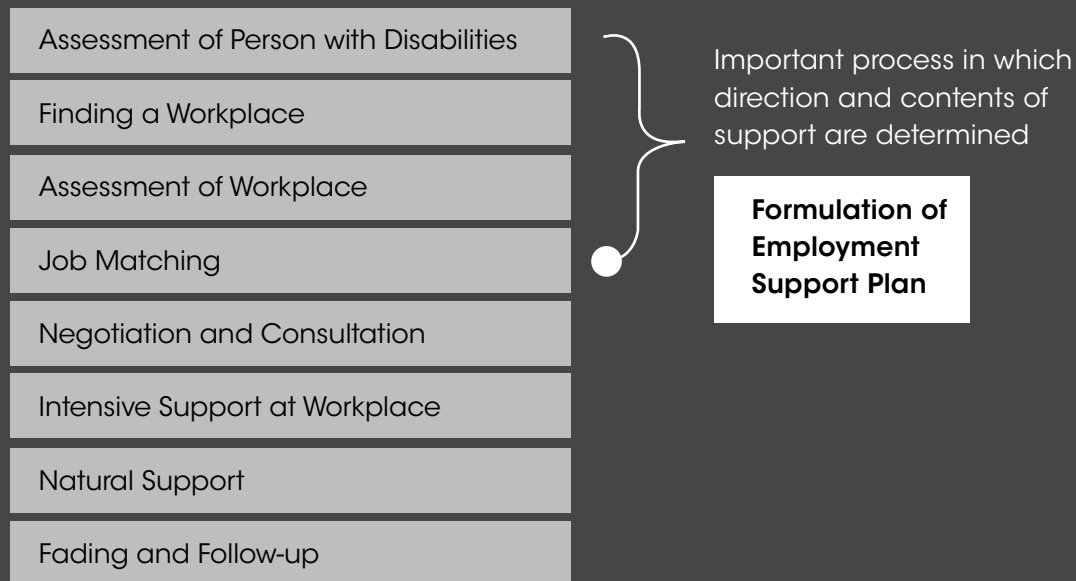 Assessment of Person with Disabilities
Finding a Workplace
Assessment of Workplace
Job Matching
Negotiation and Consultation
Intensive Support at Workplace
Natural Support
Fading and Follow-up
Important process in which
direction and contents of
support are determined
Formulation of
Employment
Support Plan